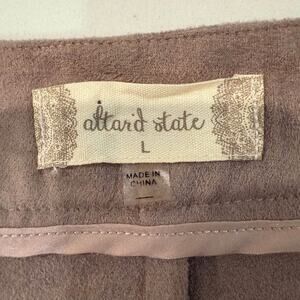 altar'd state
L
MADE IN
CHINA